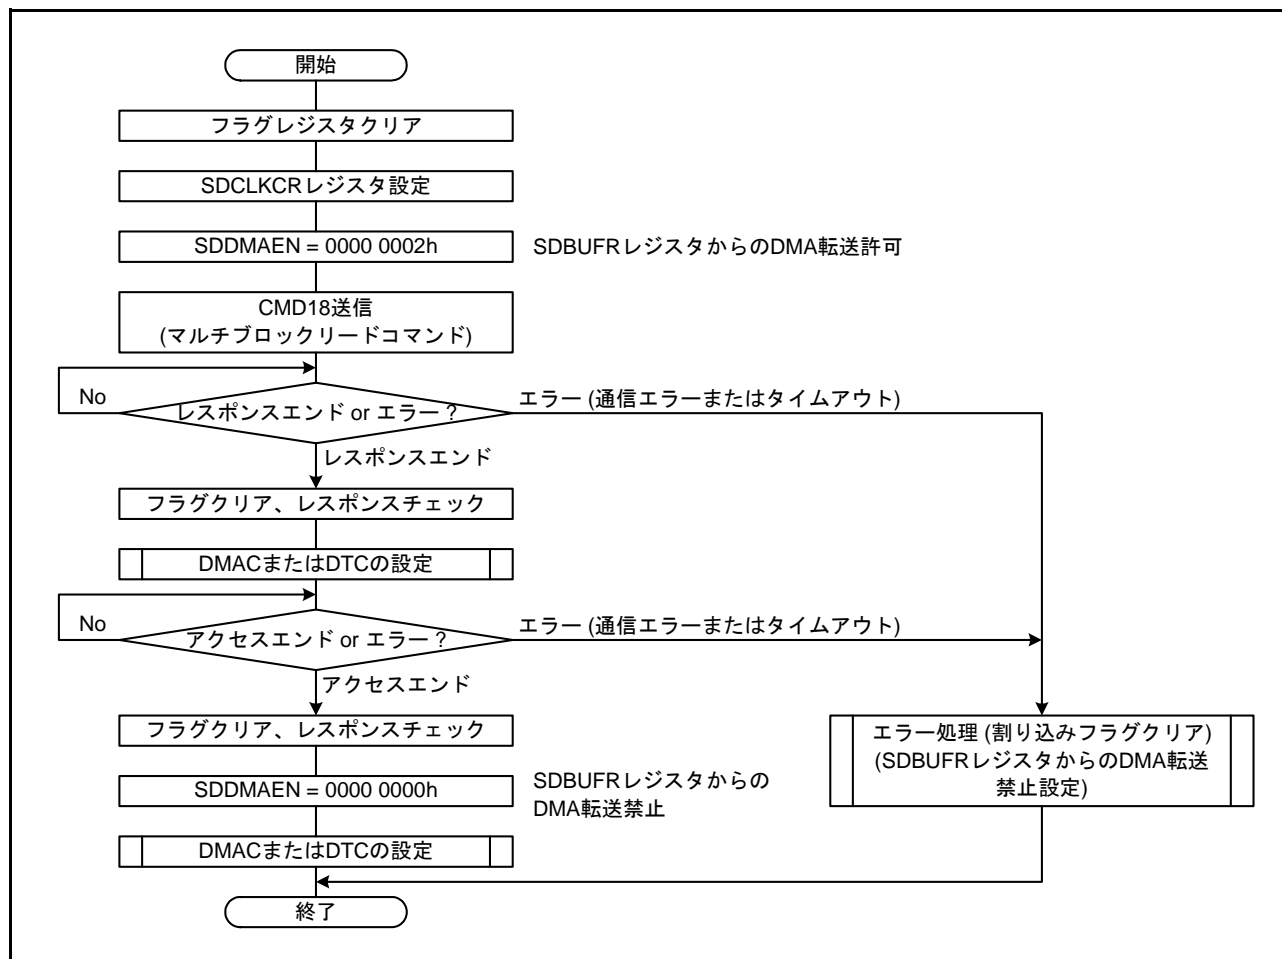 開始
フラグレジスタクリア
SDCLKCRレジスタ設定
SDDMAEN = 0000 0002h
SDBUFRレジスタからのDMA転送許可
CMD18送信
(マルチブロックリードコマンド)
No
レスポンスエンド or エラー ?
エラー (通信エラーまたはタイムアウト)
レスポンスエンド
フラグクリア、レスポンスチェック
DMACまたはDTCの設定
No
アクセスエンド or エラー ?
エラー (通信エラーまたはタイムアウト)
アクセスエンド
フラグクリア、レスポンスチェック
エラー処理 (割り込みフラグクリア)
(SDBUFRレジスタからのDMA転送
禁止設定)
SDDMAEN = 0000 0000h
SDBUFRレジスタからの
DMA転送禁止
DMACまたはDTCの設定
終了